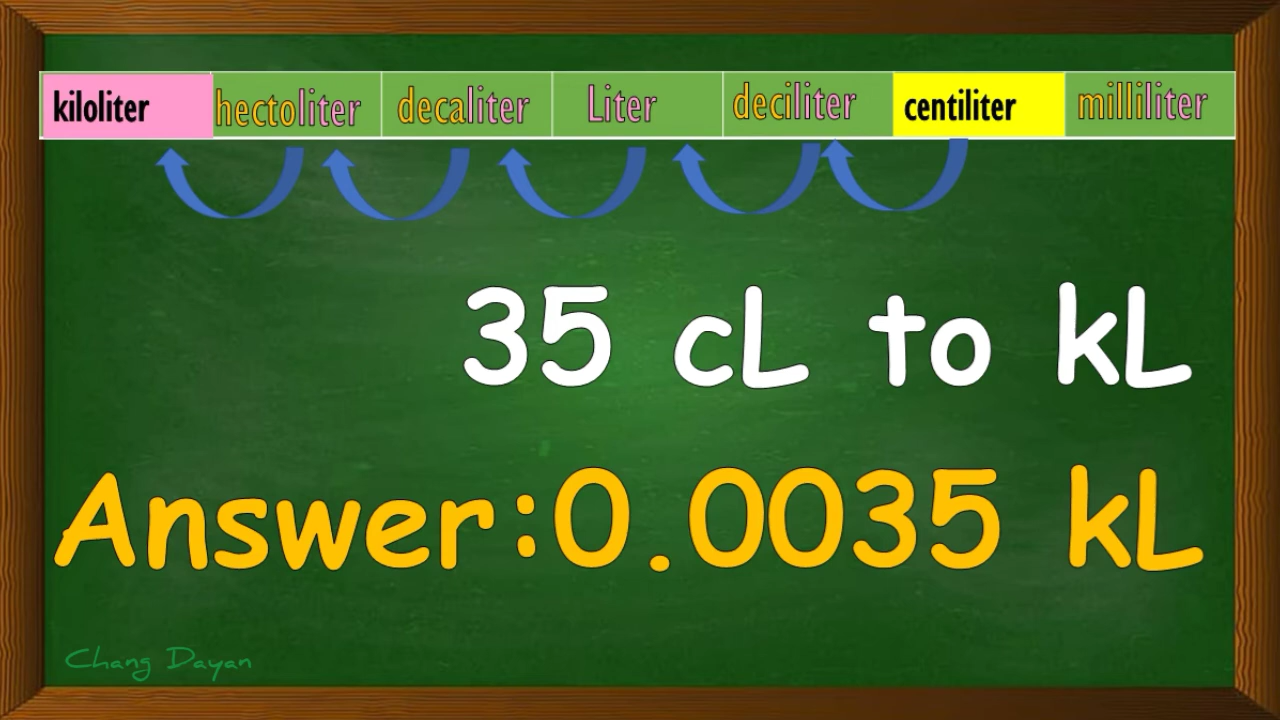 kiloliter hectoliter decaliter Liter deciliter centiliter milliliter
35 cL to kL
Answer:0.0035 kL
Chang Dayan